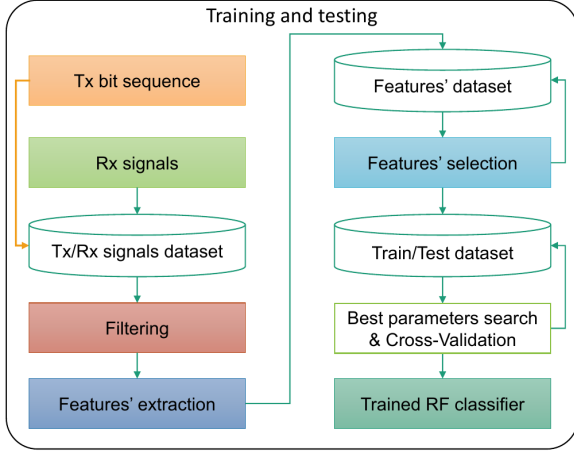 Training and testing
Tx bit sequence
Rx signals
Tx/Rx signals dataset
Filtering
Features’ extraction
Features’ dataset
Features’ selection
Train/Test dataset
Best parameters search
& Cross-Validation
Trained RF classifier